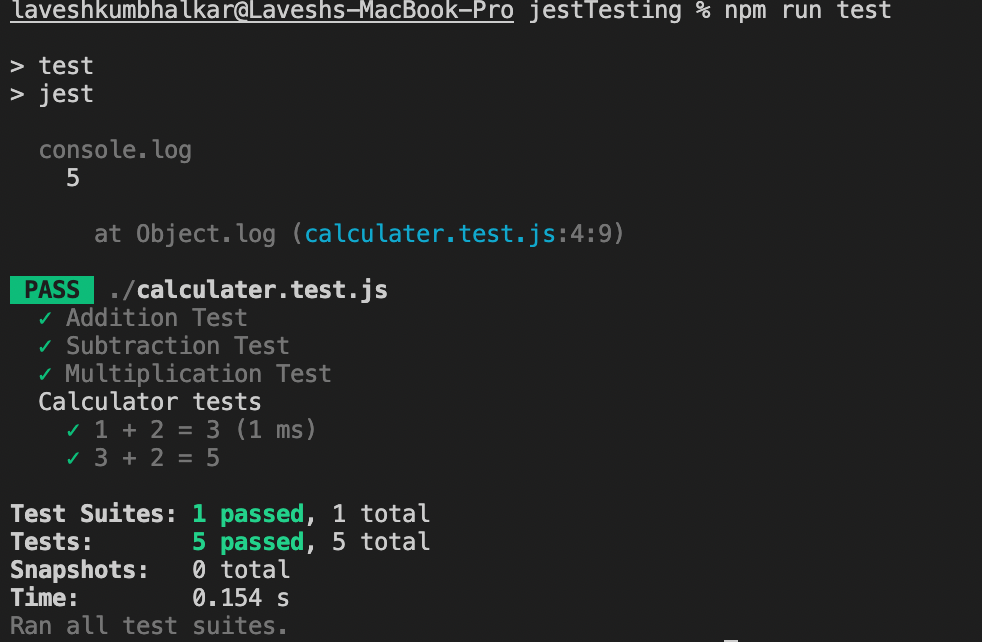 laveshkumbhalkar@Laveshs-MacBook-Pro jestTesting % npm run test
> test
> jest
console.log
5
at Object.log (calculater.test.js:4:9)
PASS ./calculater.test.js
✓ Addition Test
✓ Subtraction Test
✓ Multiplication Test
Calculator tests
✓ 1 + 2 = 3 (1 ms)
✓ 3 + 2 = 5
Test Suites: 1 passed, 1 total
Tests: 5 passed, 5 total
Snapshots: 0 total
Time: 0.154 s
Ran all test suites.